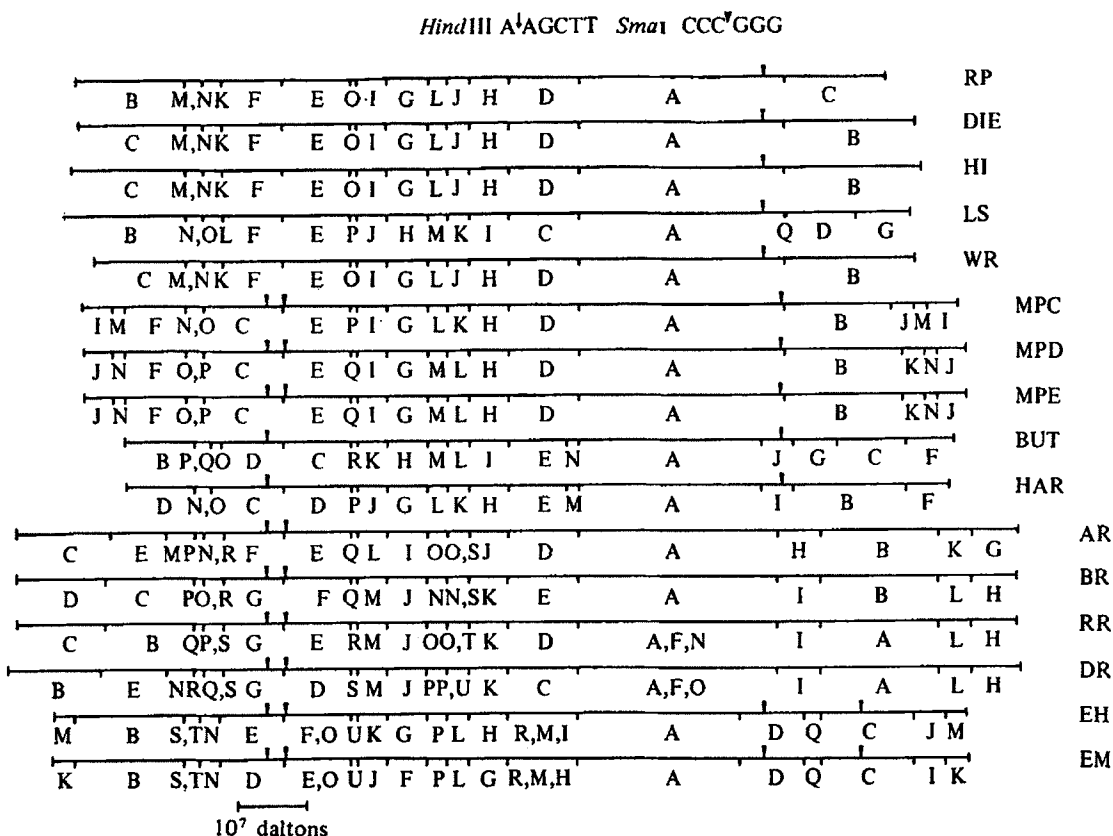 HindIII A↓AGCTT SmaI CCC▼GGG
RP
B M,NK F E O·I G L J H D A C
DIE
C M,NK F E O I G L J H D A B
HI
C M,NK F E O I G L J H D A B
LS
B N,OL F E P J H M K I C A Q D G
WR
C M,NK F E O I G L J H D A B
MPC
I M F N,O C E P I G L K H D A B J M I
MPD
J N F O,P C E Q I G M L H D A B K N J
MPE
J N F O,P C E Q I G M L H D A B K N J
BUT
B P,QO D C R K H M L I E N A J G C F
HAR
D N,O C D P J G L K H E M A I B F
AR
C E MPN,R F E Q L I OO,SJ D A H B K G
BR
D C PO,R G F Q M J NN,SK E A I B L H
RR
C B QP,S G E R M J OO,T K D A,F,N I A L H
DR
B E NRQ,S G D S M J PP,U K C A,F,O I A L H
EH
M B S,TN E F,O U K G P L H R,M,I A D Q C J M
EM
K B S,TN D E,O U J F P L G R,M,H A D Q C I K
10⁷ daltons